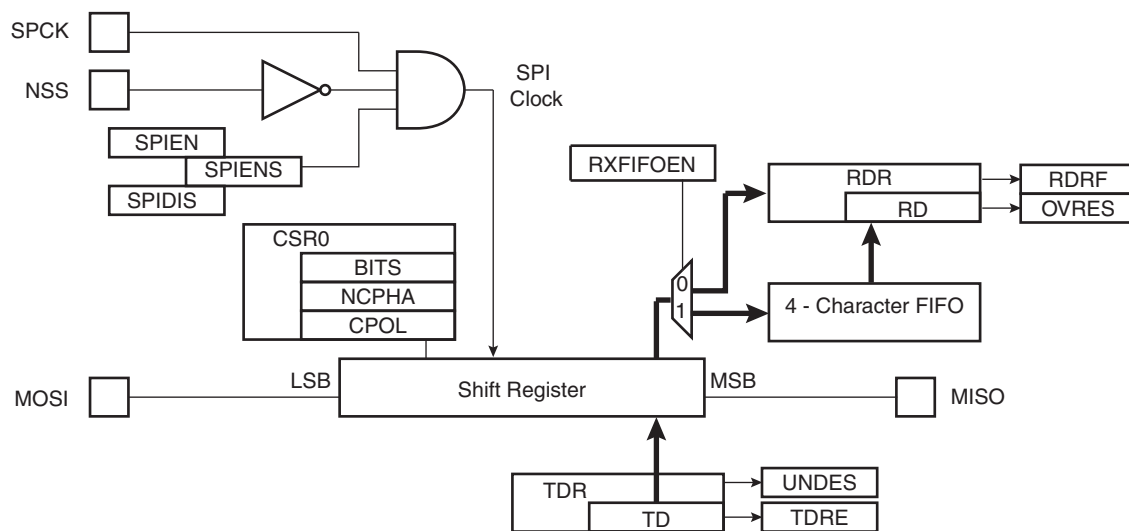 SPCK
NSS
SPI
Clock
SPIEN
SPIENS
SPIDIS
RXFIFOEN
RDR
RD
RDRF
OVRES
CSR0
BITS
NCPHA
CPOL
0
1
4 - Character FIFO
MOSI
LSB
Shift Register
MSB
MISO
TDR
TD
UNDES
TDRE